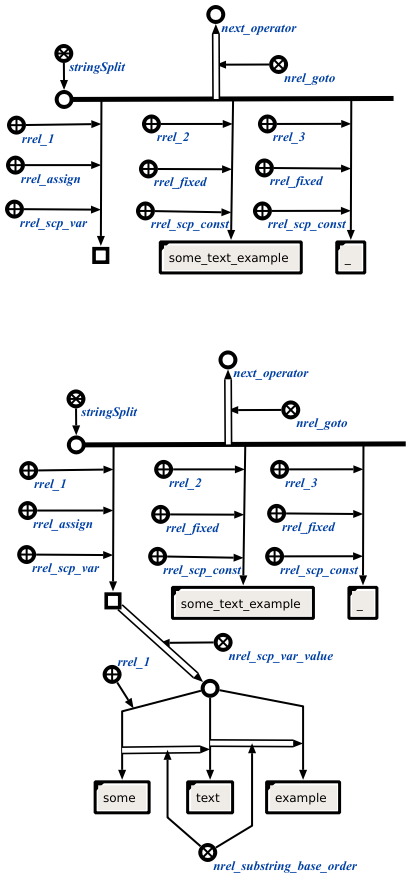 next_operator
stringSplit
nrel_goto
rrel_1
rrel_2
rrel_3
rrel_assign
rrel_fixed
rrel_fixed
rrel_scp_var
rrel_scp_const
rrel_scp_const
some_text_example
_
next_operator
stringSplit
nrel_goto
rrel_1
rrel_2
rrel_3
rrel_assign
rrel_fixed
rrel_fixed
rrel_scp_var
rrel_scp_const
rrel_scp_const
some_text_example
_
nrel_scp_var_value
rrel_1
some
text
example
nrel_substring_base_order